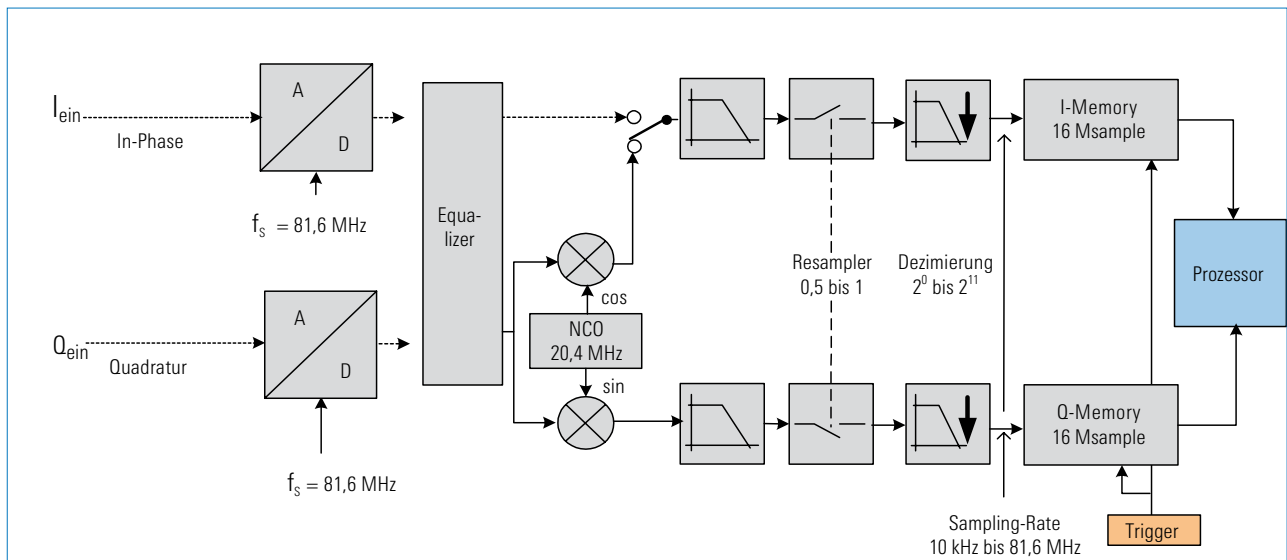 I_ein
In-Phase
A
D
f_s = 81,6 MHz
Q_ein
Quadratur
A
D
f_s = 81,6 MHz
Equa-
lizer
cos
NCO
20,4 MHz
sin
Resampler
0,5 bis 1
Dezimierung
2^0 bis 2^11
I-Memory
16 Msample
Prozessor
Q-Memory
16 Msample
Sampling-Rate
10 kHz bis 81,6 MHz
Trigger